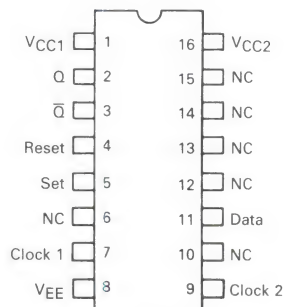 VCC1 1 16 VCC2
Q 2 15 NC
Q̅ 3 14 NC
Reset 4 13 NC
Set 5 12 NC
NC 6 11 Data
Clock 1 7 10 NC
VEE 8 9 Clock 2